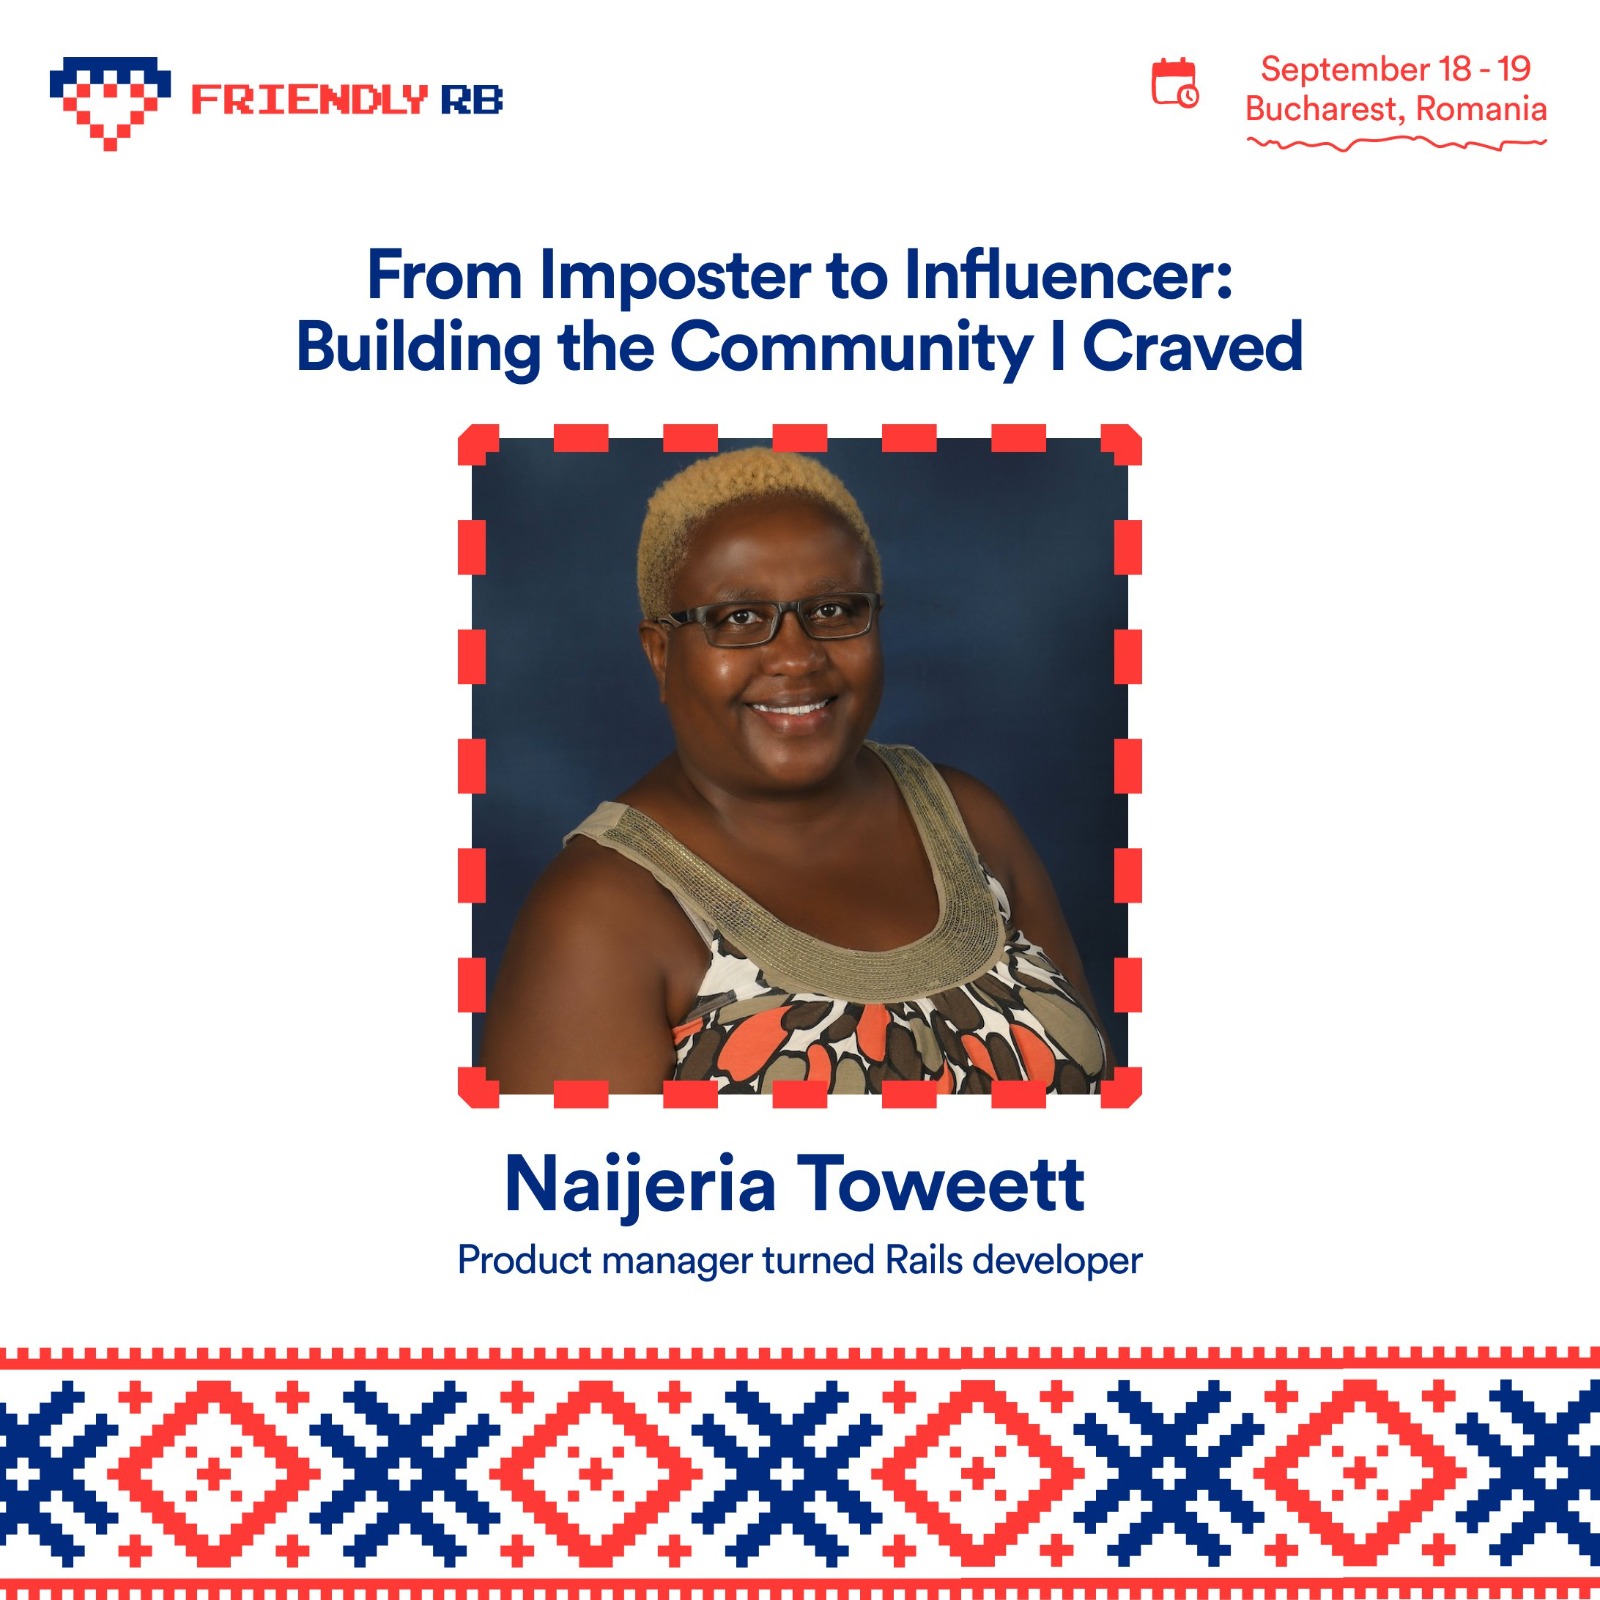 FRIENDLY RB
September 18 - 19
Bucharest, Romania
From Imposter to Influencer:
Building the Community I Craved
Naijeria Toweett
Product manager turned Rails developer